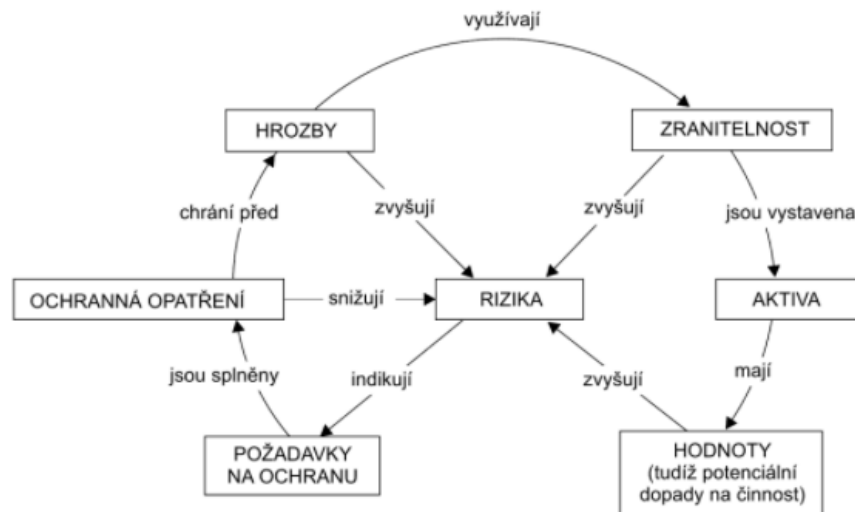 využívají
HROZBY
ZRANITELNOST
chrání před
zvyšují
zvyšují
jsou vystavena
OCHRANNÁ OPATŘENÍ
snižují
RIZIKA
AKTIVA
jsou splněny
indikují
zvyšují
mají
POŽADAVKY
NA OCHRANU
HODNOTY
(tudíž potenciální
dopady na činnost)